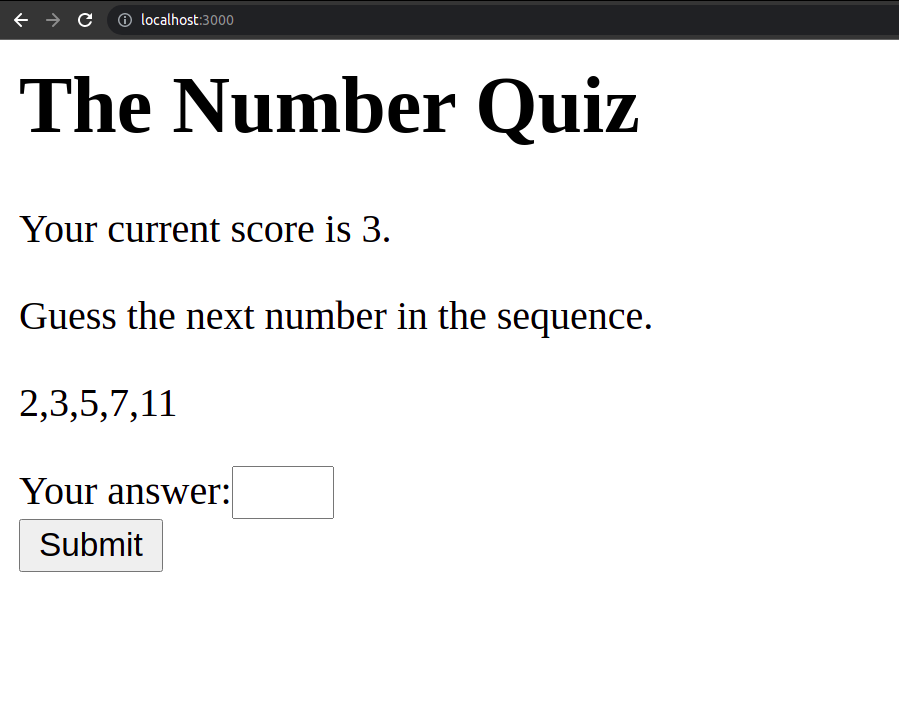 localhost:3000
The Number Quiz
Your current score is 3.
Guess the next number in the sequence.
2,3,5,7,11
Your answer:
Submit